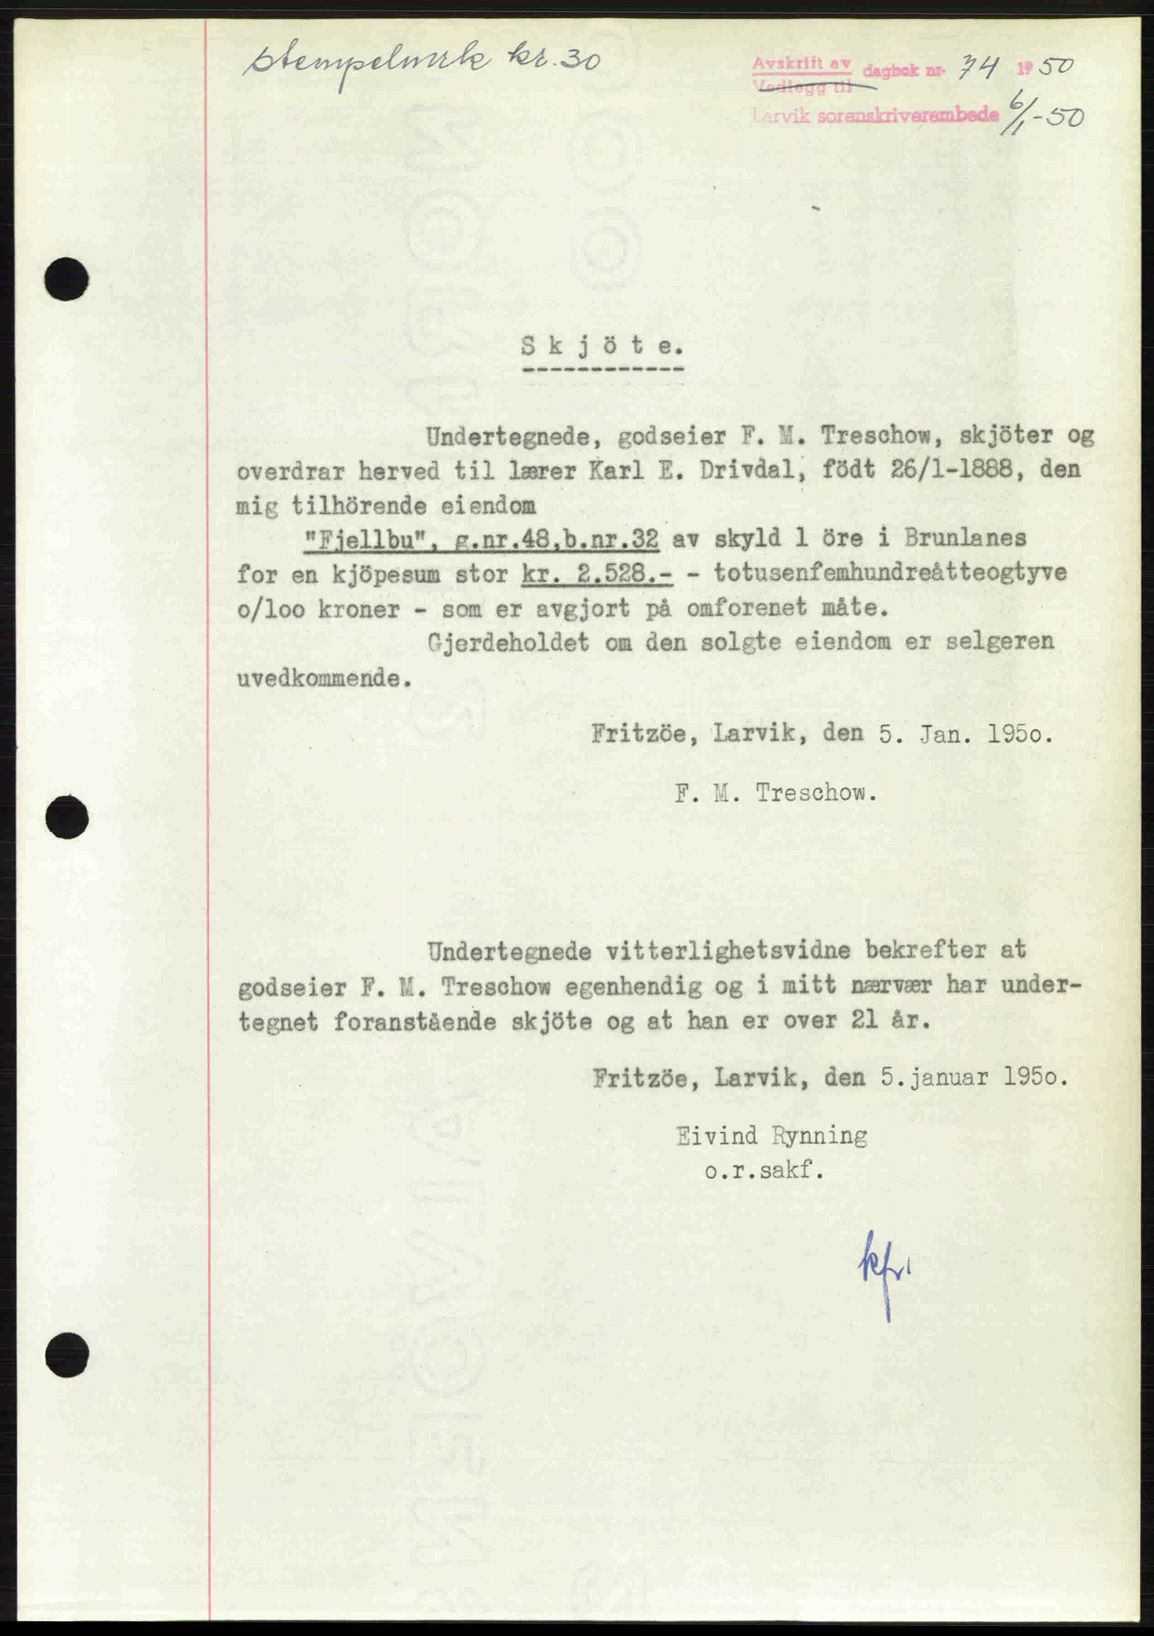 stempelmrk kr. 30
Avskrift av dagbok nr. 74 1950
Vedlegg til
Larvik sorenskriverembede 6/1-50
S k j ö t e.
Undertegnede, godseier F. M. Treschow, skjöter og
overdrar herved til lærer Karl E. Drivdal, födt 26/1-1888, den
mig tilhörende eiendom
"Fjellbu", g.nr.48,b.nr.32 av skyld 1 öre i Brunlanes
for en kjöpesum stor kr. 2.528.- - totusenfemhundreåtteogtyve
o/loo kroner - som er avgjort på omforenet måte.
Gjerdeholdet om den solgte eiendom er selgeren
uvedkommende.
Fritzöe, Larvik, den 5. Jan. 195o.
F. M. Treschow.
Undertegnede vitterlighetsvidne bekrefter at
godseier F. M. Treschow egenhendig og i mitt nærvær har under-
tegnet foranstående skjöte og at han er over 21 år.
Fritzöe, Larvik, den 5.januar 195o.
Eivind Rynning
o.r.sakf.
kfr.